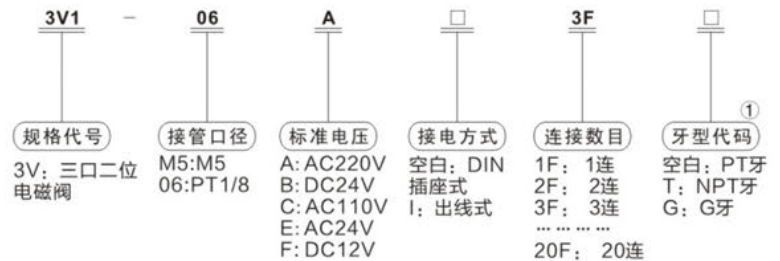 3V1 - 06 A □ 3F □
①
规格代号 接管口径 标准电压 接电方式 连接数目 牙型代码
3V：三口二位 M5:M5 A: AC220V 空白：DIN 1F： 1连 空白：PT牙
电磁阀 06:PT1/8 B: DC24V 插座式 2F： 2连 T：NPT牙
C: AC110V I：出线式 3F： 3连 G：G牙
E: AC24V … … … …
F: DC12V 20F： 20连